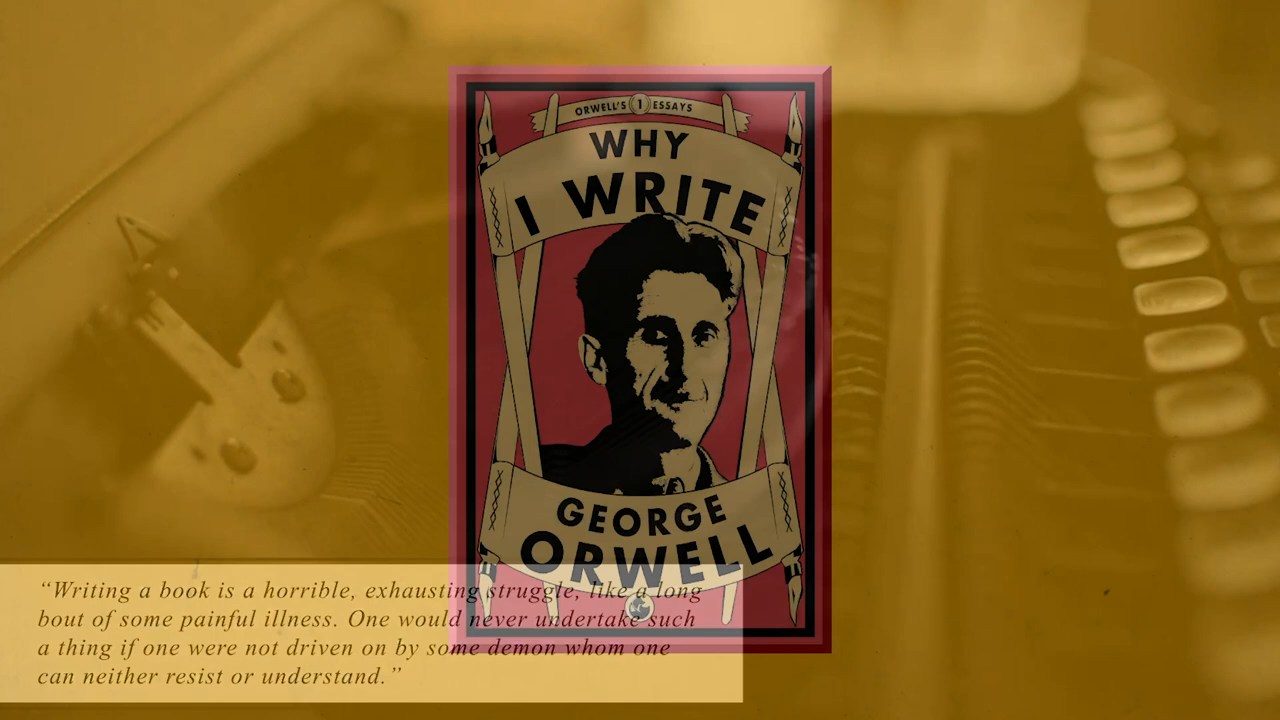 ORWELL'S 1 ESSAYS
WHY
I WRITE
GEORGE
ORWELL
“Writing a book is a horrible, exhausting struggle, like a long
bout of some painful illness. One would never undertake such
a thing if one were not driven on by some demon whom one
can neither resist or understand.”